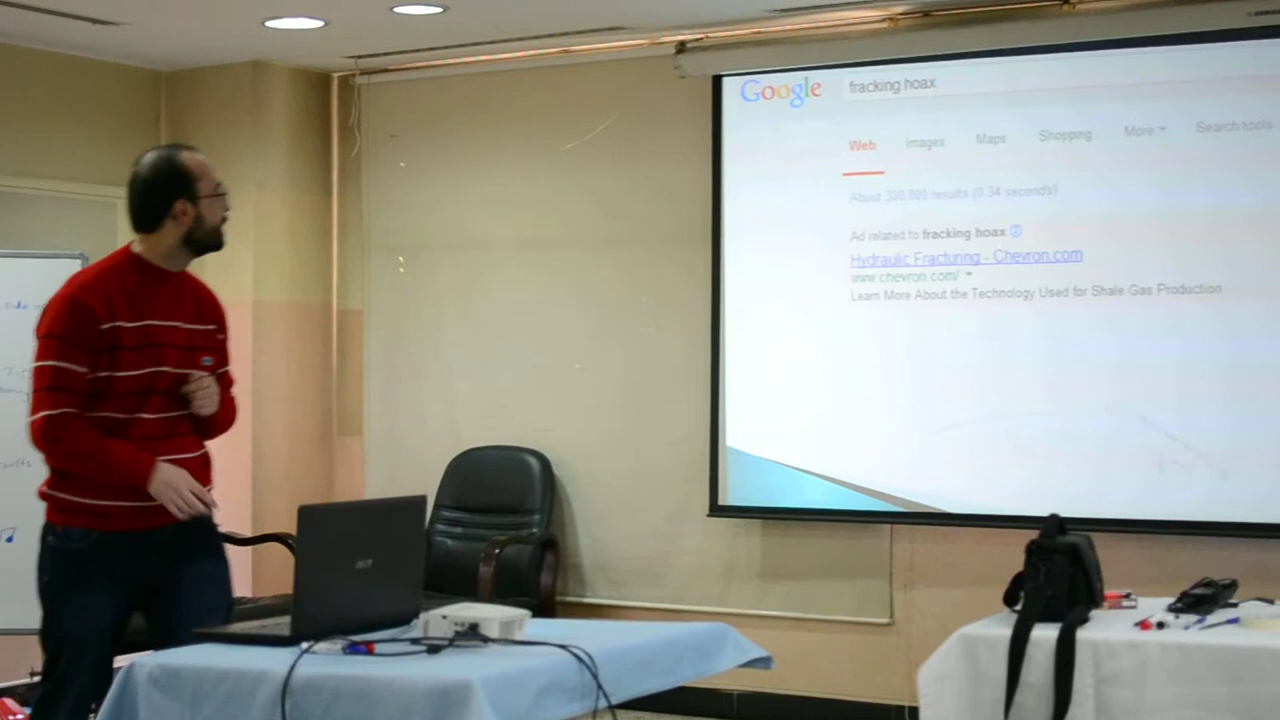 Google
fracking hoax
Web Images Maps Shopping More Search tools
About 300,000 results (0.34 seconds)
Ad related to fracking hoax
Hydraulic Fracturing - Chevron.com
www.chevron.com/
Learn More About the Technology Used for Shale Gas Production
acer